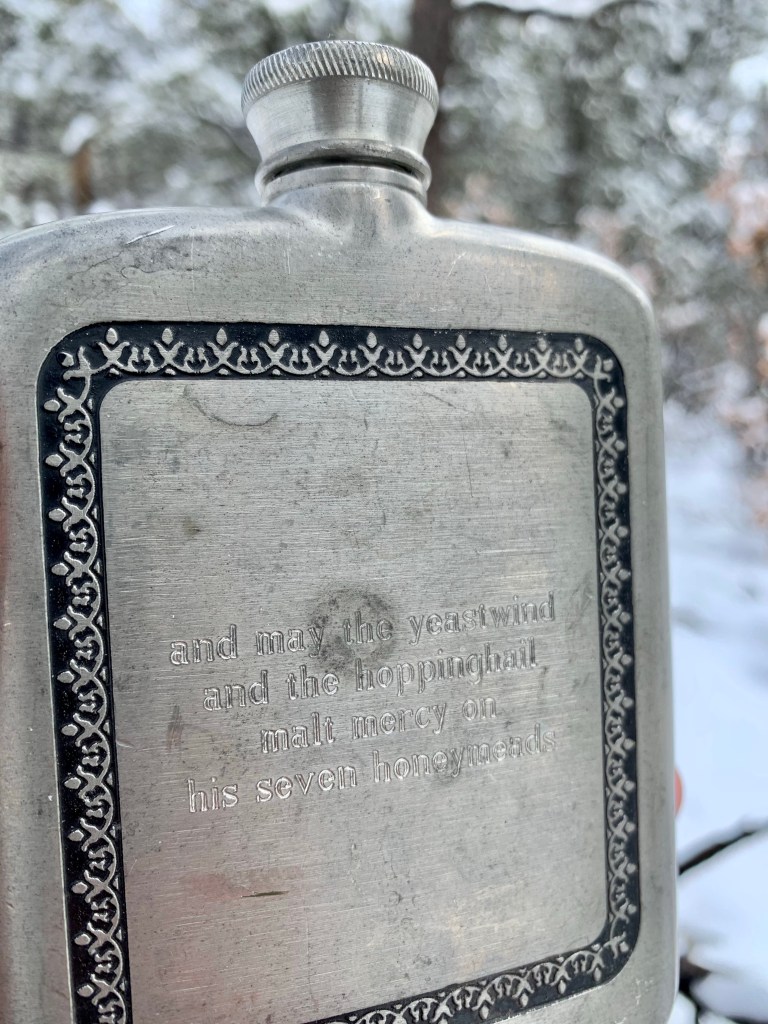 and may the yeastwind
and the hoppinghail
malt mercy on
his seven honeymeads